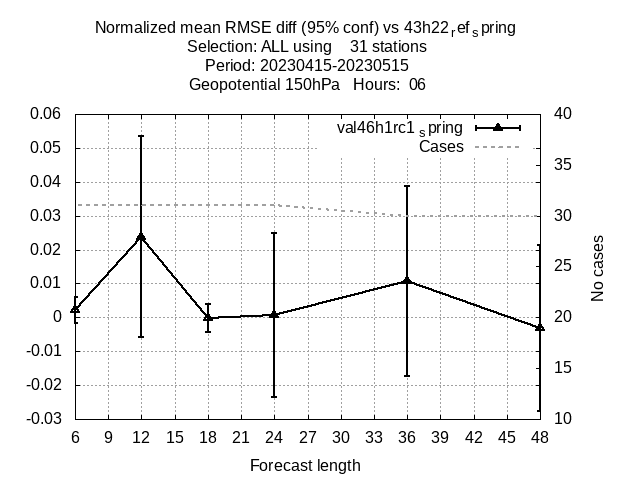 Normalized mean RMSE diff (95% conf) vs 43h22refspring
Selection: ALL using 31 stations
Period: 20230415-20230515
Geopotential 150hPa Hours: 06
0.06
0.05
0.04
0.03
0.02
0.01
0
-0.01
-0.02
-0.03
val46h1rc1spring
Cases
40
35
30
25
20
15
10
No cases
6 9 12 15 18 21 24 27 30 33 36 39 42 45 48
Forecast length